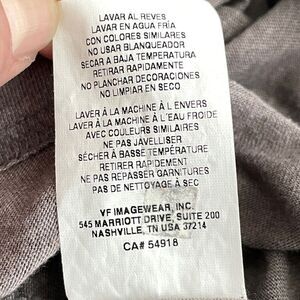 LAVAR AL REVES
LAVAR EN AGUA FRÍA
CON COLORES SIMILARES
NO USAR BLANQUEADOR
SECAR A BAJA TEMPERATURA
RETIRAR RAPIDAMENTE
NO PLANCHAR DECORACIONES
NO LIMPIAR EN SECO
LAVER À LA MACHINE À L'ENVERS
LAVER À LA MACHINE À L'EAU FROIDE
AVEC COULEURS SIMILAIRES
NE PAS JAVELLISER
SÉCHER À BASSE TEMPÉRATURE
RETIRER RAPIDEMENT
NE PAS REPASSER GARNITURES
PAS DE NETTOYAGE À SEC
VF IMAGEWEAR, INC.
545 MARRIOTT DRIVE, SUITE 200
NASHVILLE, TN USA 37214
CA# 54918